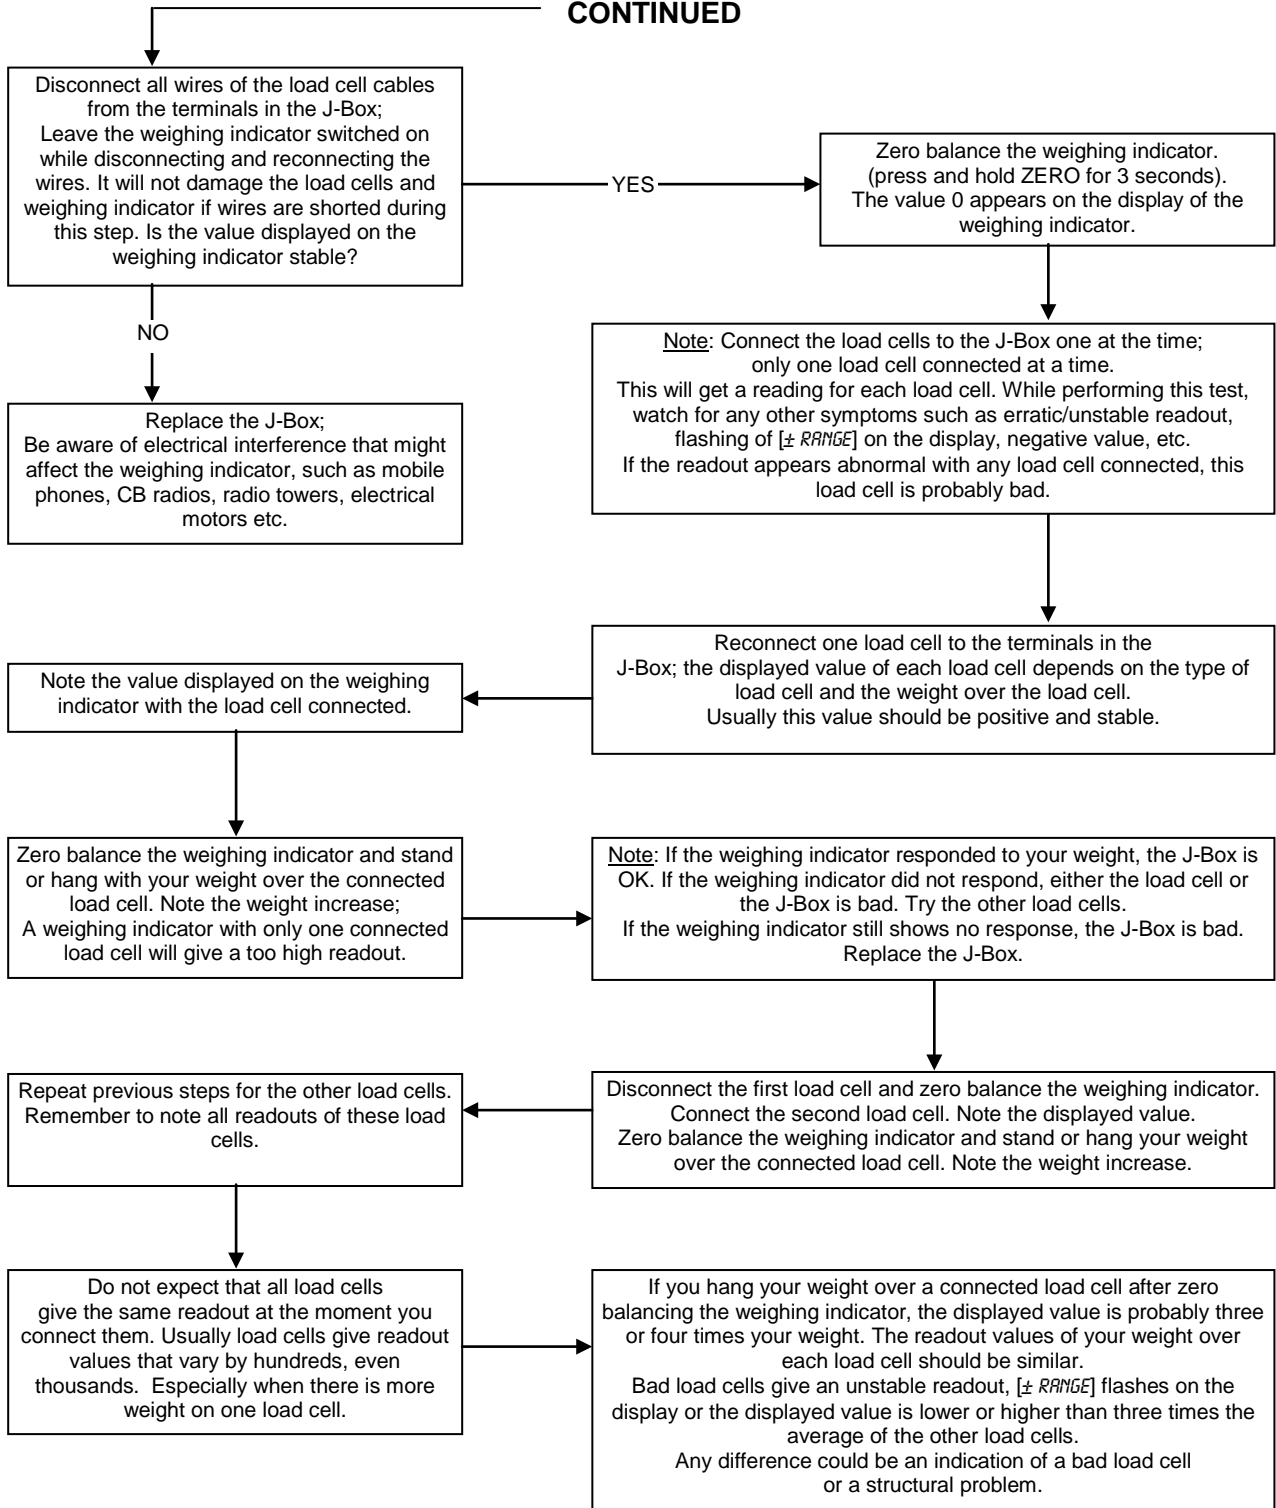 CONTINUED
Disconnect all wires of the load cell cables
from the terminals in the J-Box;
Leave the weighing indicator switched on
while disconnecting and reconnecting the
wires. It will not damage the load cells and
weighing indicator if wires are shorted during
this step. Is the value displayed on the
weighing indicator stable?
YES
Zero balance the weighing indicator.
(press and hold ZERO for 3 seconds).
The value 0 appears on the display of the
weighing indicator.
NO
Replace the J-Box;
Be aware of electrical interference that might
affect the weighing indicator, such as mobile
phones, CB radios, radio towers, electrical
motors etc.
Note: Connect the load cells to the J-Box one at the time;
only one load cell connected at a time.
This will get a reading for each load cell. While performing this test,
watch for any other symptoms such as erratic/unstable readout,
flashing of [± RANGE] on the display, negative value, etc.
If the readout appears abnormal with any load cell connected, this
load cell is probably bad.
Reconnect one load cell to the terminals in the
J-Box; the displayed value of each load cell depends on the type of
load cell and the weight over the load cell.
Usually this value should be positive and stable.
Note the value displayed on the weighing
indicator with the load cell connected.
Zero balance the weighing indicator and stand
or hang with your weight over the connected
load cell. Note the weight increase;
A weighing indicator with only one connected
load cell will give a too high readout.
Note: If the weighing indicator responded to your weight, the J-Box is
OK. If the weighing indicator did not respond, either the load cell or
the J-Box is bad. Try the other load cells.
If the weighing indicator still shows no response, the J-Box is bad.
Replace the J-Box.
Disconnect the first load cell and zero balance the weighing indicator.
Connect the second load cell. Note the displayed value.
Zero balance the weighing indicator and stand or hang your weight
over the connected load cell. Note the weight increase.
Repeat previous steps for the other load cells.
Remember to note all readouts of these load
cells.
Do not expect that all load cells
give the same readout at the moment you
connect them. Usually load cells give readout
values that vary by hundreds, even
thousands. Especially when there is more
weight on one load cell.
If you hang your weight over a connected load cell after zero
balancing the weighing indicator, the displayed value is probably three
or four times your weight. The readout values of your weight over
each load cell should be similar.
Bad load cells give an unstable readout, [± RANGE] flashes on the
display or the displayed value is lower or higher than three times the
average of the other load cells.
Any difference could be an indication of a bad load cell
or a structural problem.